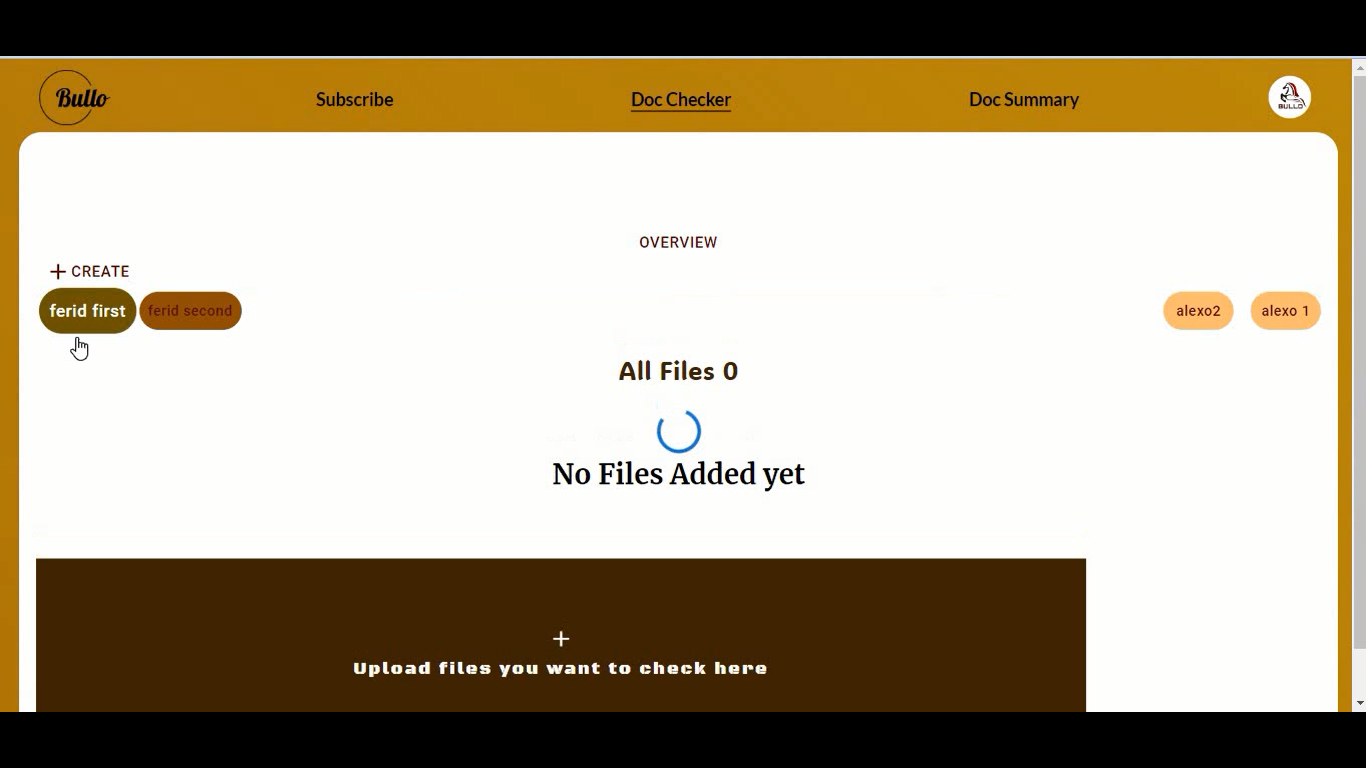 Bullo
Subscribe
Doc Checker
Doc Summary
BULLO
OVERVIEW
+ CREATE
ferid first
ferid second
alexo2
alexo 1
All Files 0
No Files Added yet
+
Upload files you want to check here